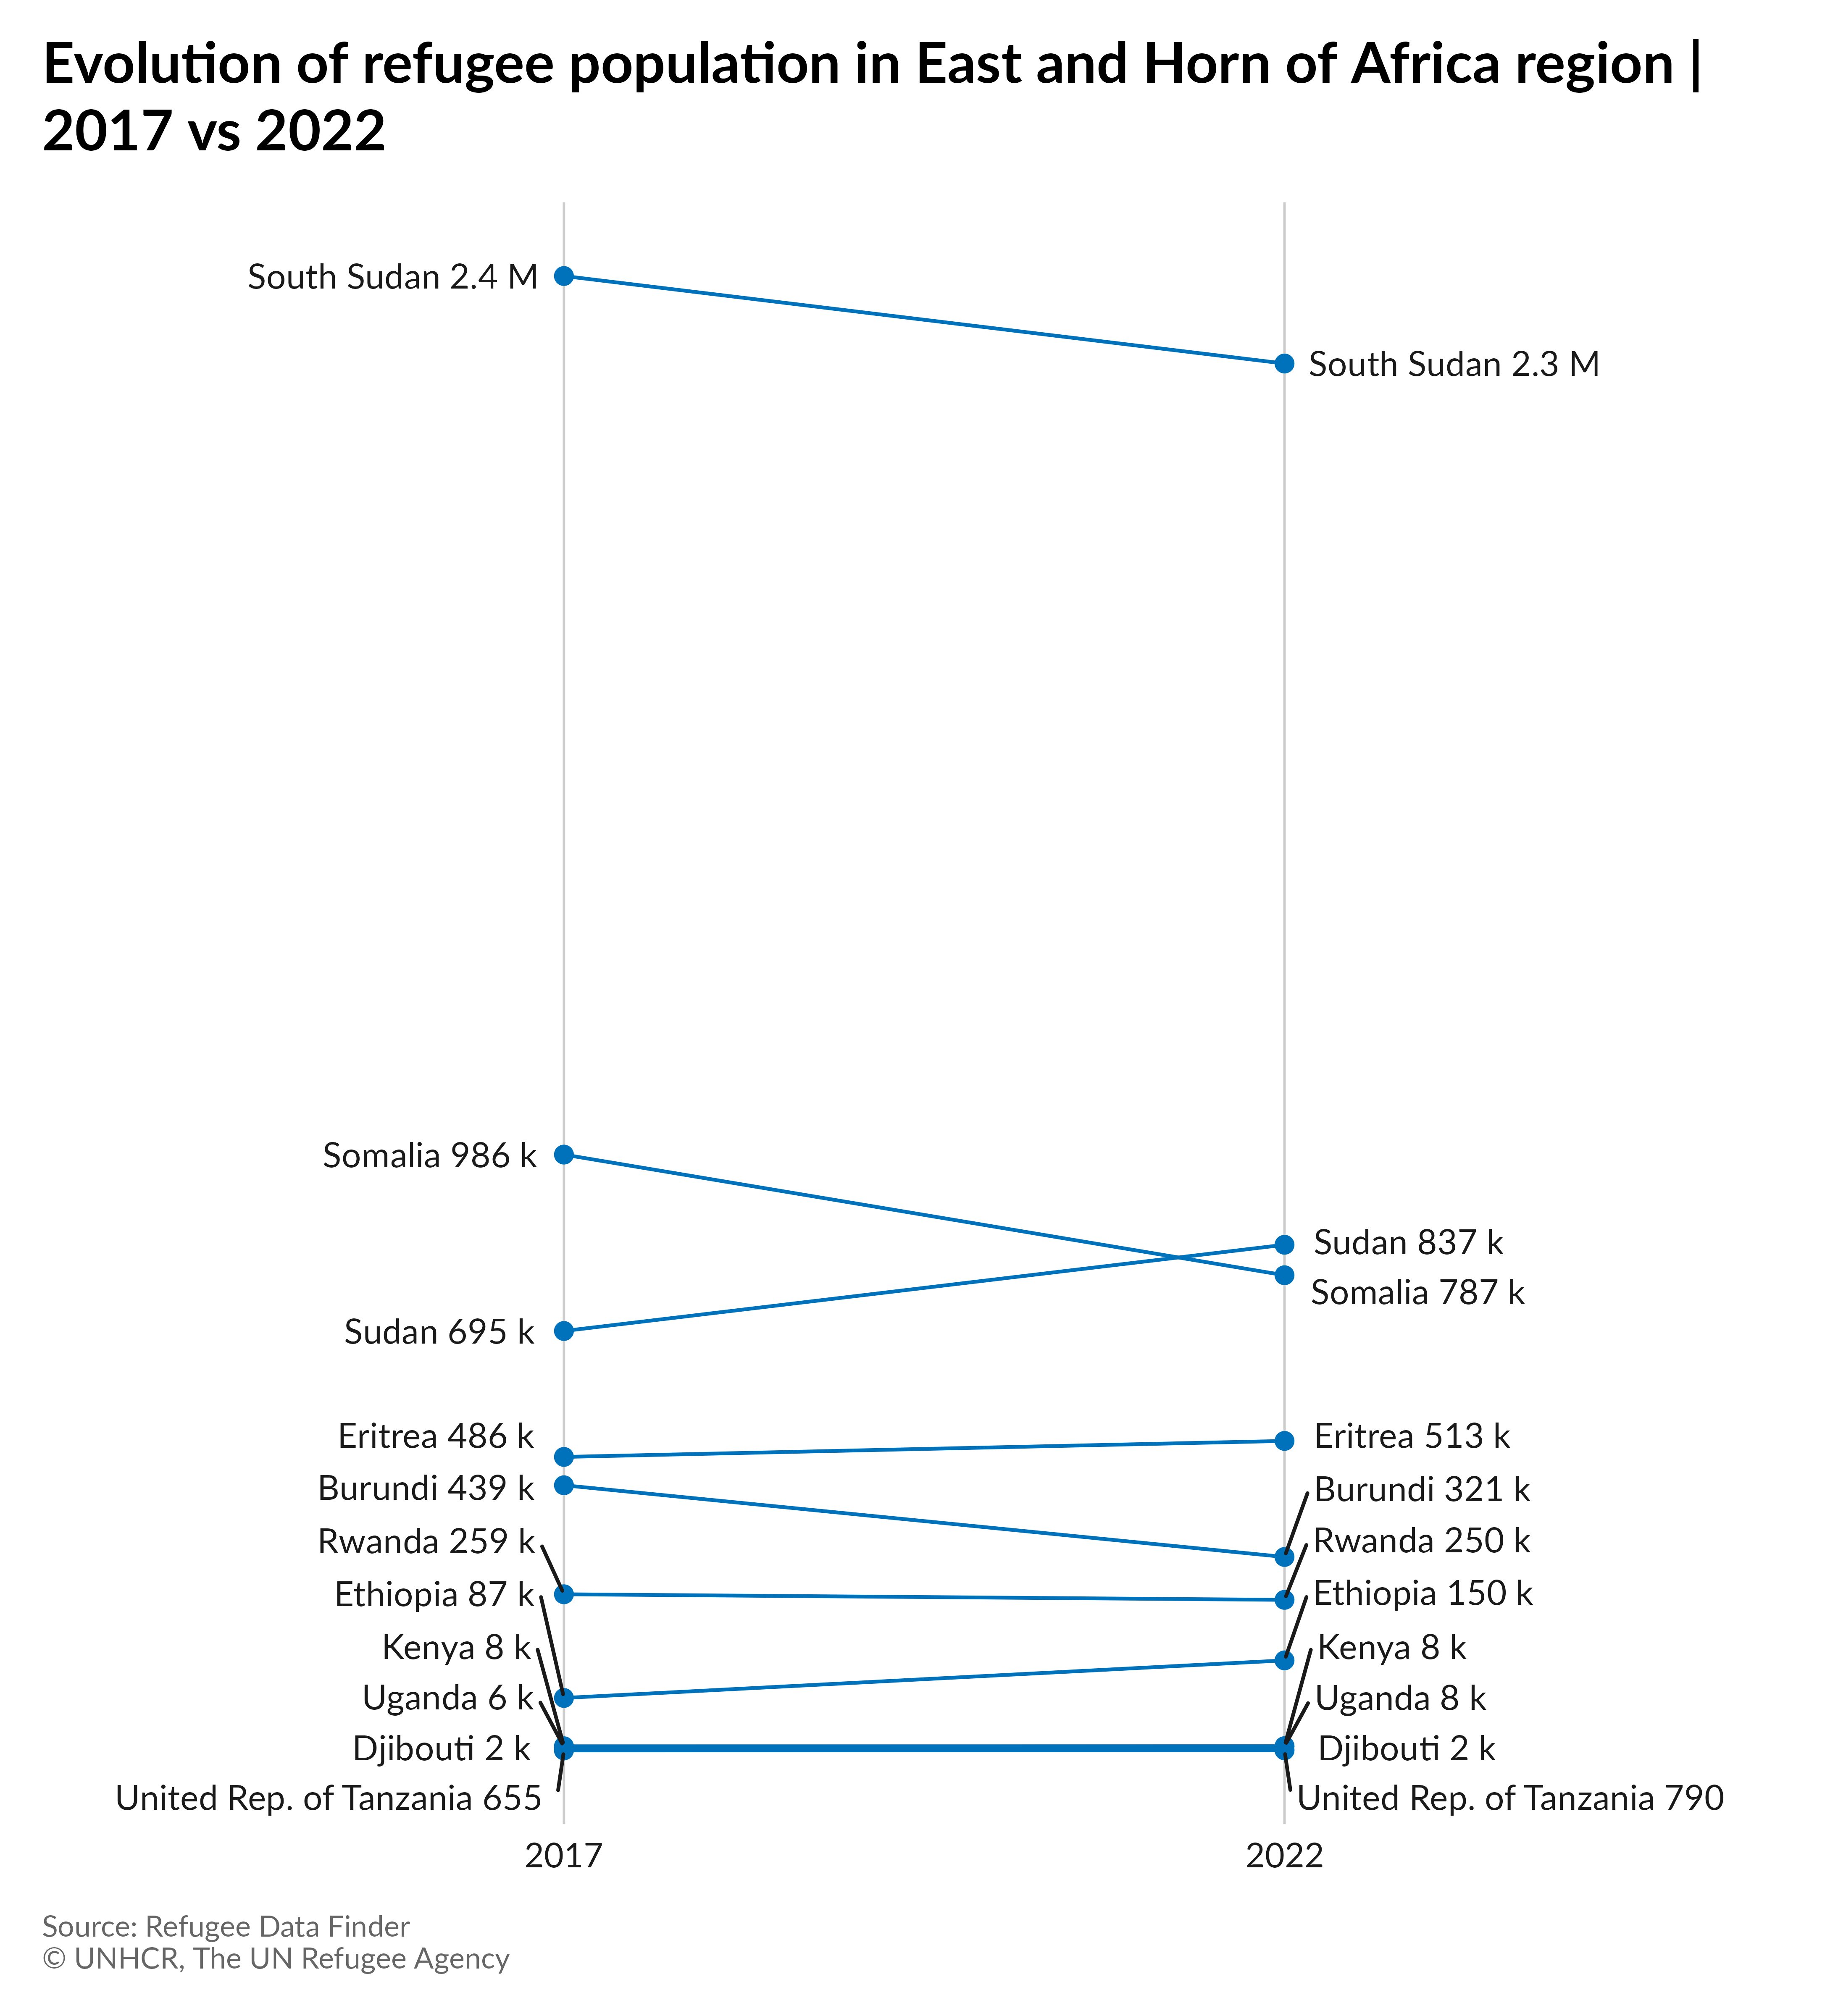 Evolution of refugee population in East and Horn of Africa region |
2017 vs 2022
South Sudan 2.4 M
South Sudan 2.3 M
Somalia 986 k
Sudan 837 k
Somalia 787 k
Sudan 695 k
Eritrea 486 k
Eritrea 513 k
Burundi 439 k
Burundi 321 k
Rwanda 259 k
Rwanda 250 k
Ethiopia 87 k
Ethiopia 150 k
Kenya 8 k
Kenya 8 k
Uganda 6 k
Uganda 8 k
Djibouti 2 k
Djibouti 2 k
United Rep. of Tanzania 655
United Rep. of Tanzania 790
2017
2022
Source: Refugee Data Finder
© UNHCR, The UN Refugee Agency